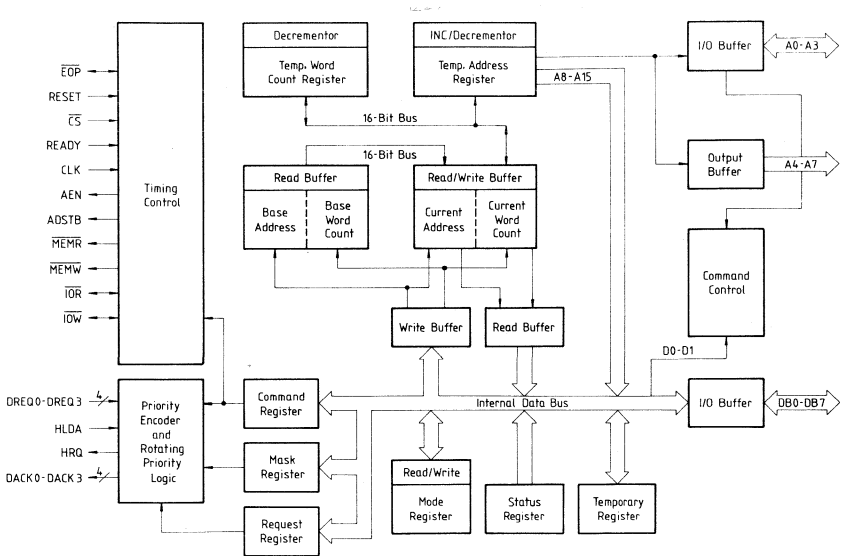 EOP
RESET
CS
READY
CLK
AEN
ADSTB
MEMR
MEMW
IOR
IOW
Timing
Control
Decrementor
Temp. Word
Count Register
INC/Decrementor
Temp. Address
Register
A8-A15
I/O Buffer
A0-A3
16-Bit Bus
16-Bit Bus
Output
Buffer
A4-A7
Read Buffer
Base
Address
Base
Word
Count
Read/Write Buffer
Current
Address
Current
Word
Count
Command
Control
Write Buffer
Read Buffer
D0-D1
DREQ0-DREQ3
4
HLDA
HRQ
DACK0-DACK3
4
Priority
Encoder
and
Rotating
Priority
Logic
Command
Register
Internal Data Bus
I/O Buffer
DB0-DB7
Mask
Register
Read/Write
Mode
Register
Status
Register
Temporary
Register
Request
Register